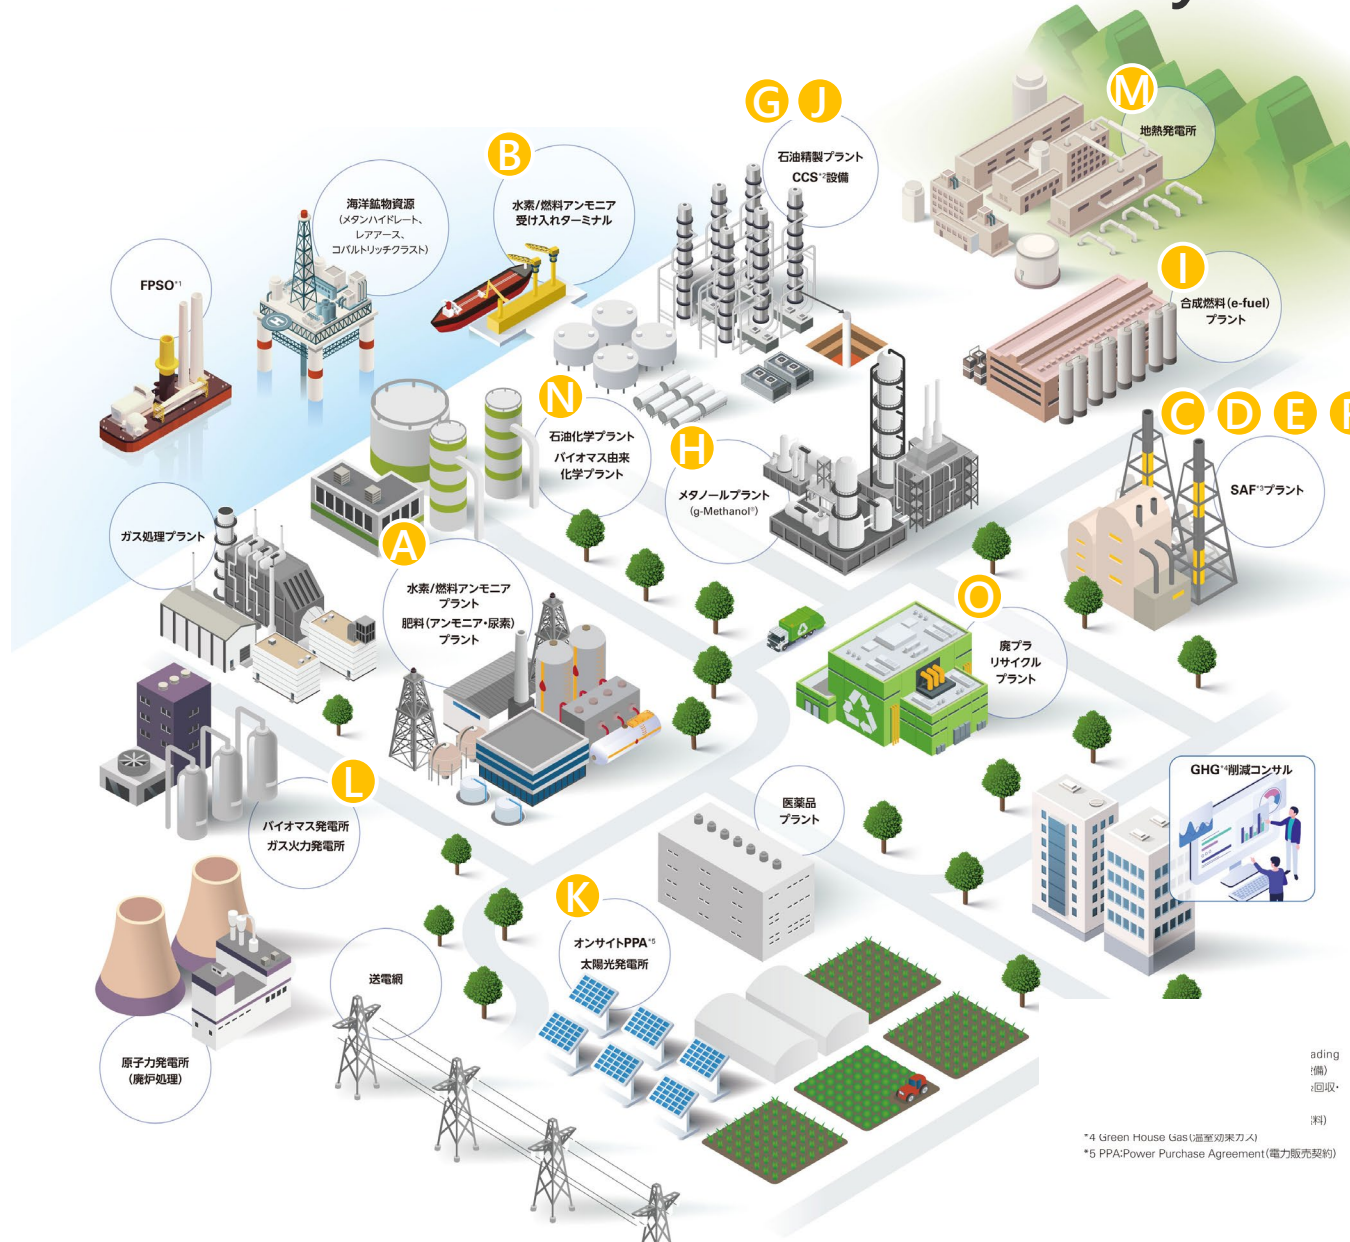 G J
M
地熱発電所
B
石油精製プラント
CCS*2設備
海洋鉱物資源
(メタンハイドレート、
レアアース、
コバルトリッチクラスト)
水素/燃料アンモニア
受け入れターミナル
FPSO*1
I
合成燃料(e-fuel)
プラント
N
石油化学プラント
バイオマス由来
化学プラント
H
メタノールプラント
(g-Methanol®)
C D E
SAF*3プラント
ガス処理プラント
A
水素/燃料アンモニア
プラント
肥料(アンモニア・尿素)
プラント
O
廃プラ
リサイクル
プラント
L
バイオマス発電所
ガス火力発電所
医薬品
プラント
GHG*4削減コンサル
K
オンサイトPPA*5
太陽光発電所
送電網
原子力発電所
(廃炉処理)
ading
備)
回収・
料)
*4 Green House Gas(温室効果ガス)
*5 PPA:Power Purchase Agreement(電力販売契約)